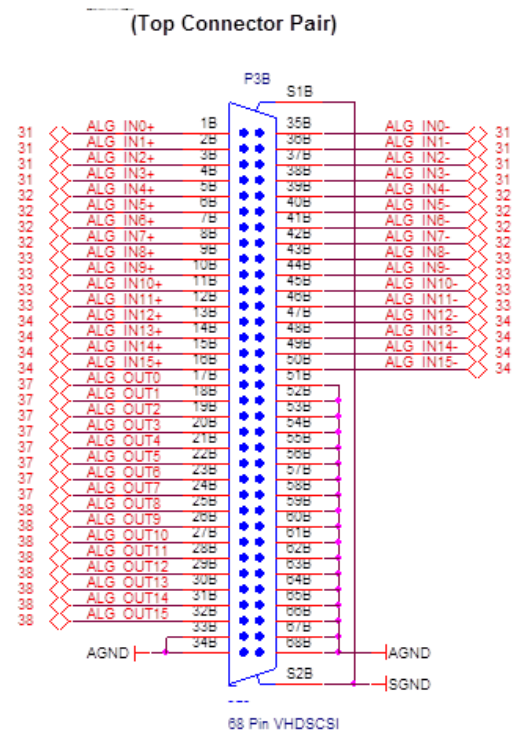 (Top Connector Pair)
P3B
S1B
31 ALG IN0+ 1B 35B ALG IN0- 31
31 ALG IN1+ 2B 36B ALG IN1- 31
31 ALG IN2+ 3B 37B ALG IN2- 31
31 ALG IN3+ 4B 38B ALG IN3- 31
32 ALG IN4+ 5B 39B ALG IN4- 32
32 ALG IN5+ 6B 40B ALG IN5- 32
32 ALG IN6+ 7B 41B ALG IN6- 32
32 ALG IN7+ 8B 42B ALG IN7- 32
33 ALG IN8+ 9B 43B ALG IN8- 33
33 ALG IN9+ 10B 44B ALG IN9- 33
33 ALG IN10+ 11B 45B ALG IN10- 33
33 ALG IN11+ 12B 46B ALG IN11- 33
34 ALG IN12+ 13B 47B ALG IN12- 34
34 ALG IN13+ 14B 48B ALG IN13- 34
34 ALG IN14+ 15B 49B ALG IN14- 34
34 ALG IN15+ 16B 50B ALG IN15- 34
37 ALG OUT0 17B 51B
37 ALG OUT1 18B 52B
37 ALG OUT2 19B 53B
37 ALG OUT3 20B 54B
37 ALG OUT4 21B 55B
37 ALG OUT5 22B 56B
37 ALG OUT6 23B 57B
37 ALG OUT7 24B 58B
38 ALG OUT8 25B 59B
38 ALG OUT9 26B 60B
38 ALG OUT10 27B 61B
38 ALG OUT11 28B 62B
38 ALG OUT12 29B 63B
38 ALG OUT13 30B 64B
38 ALG OUT14 31B 65B
38 ALG OUT15 32B 66B
33B 67B
AGND 34B 68B AGND
S2B SGND
68 Pin VHDSCSI